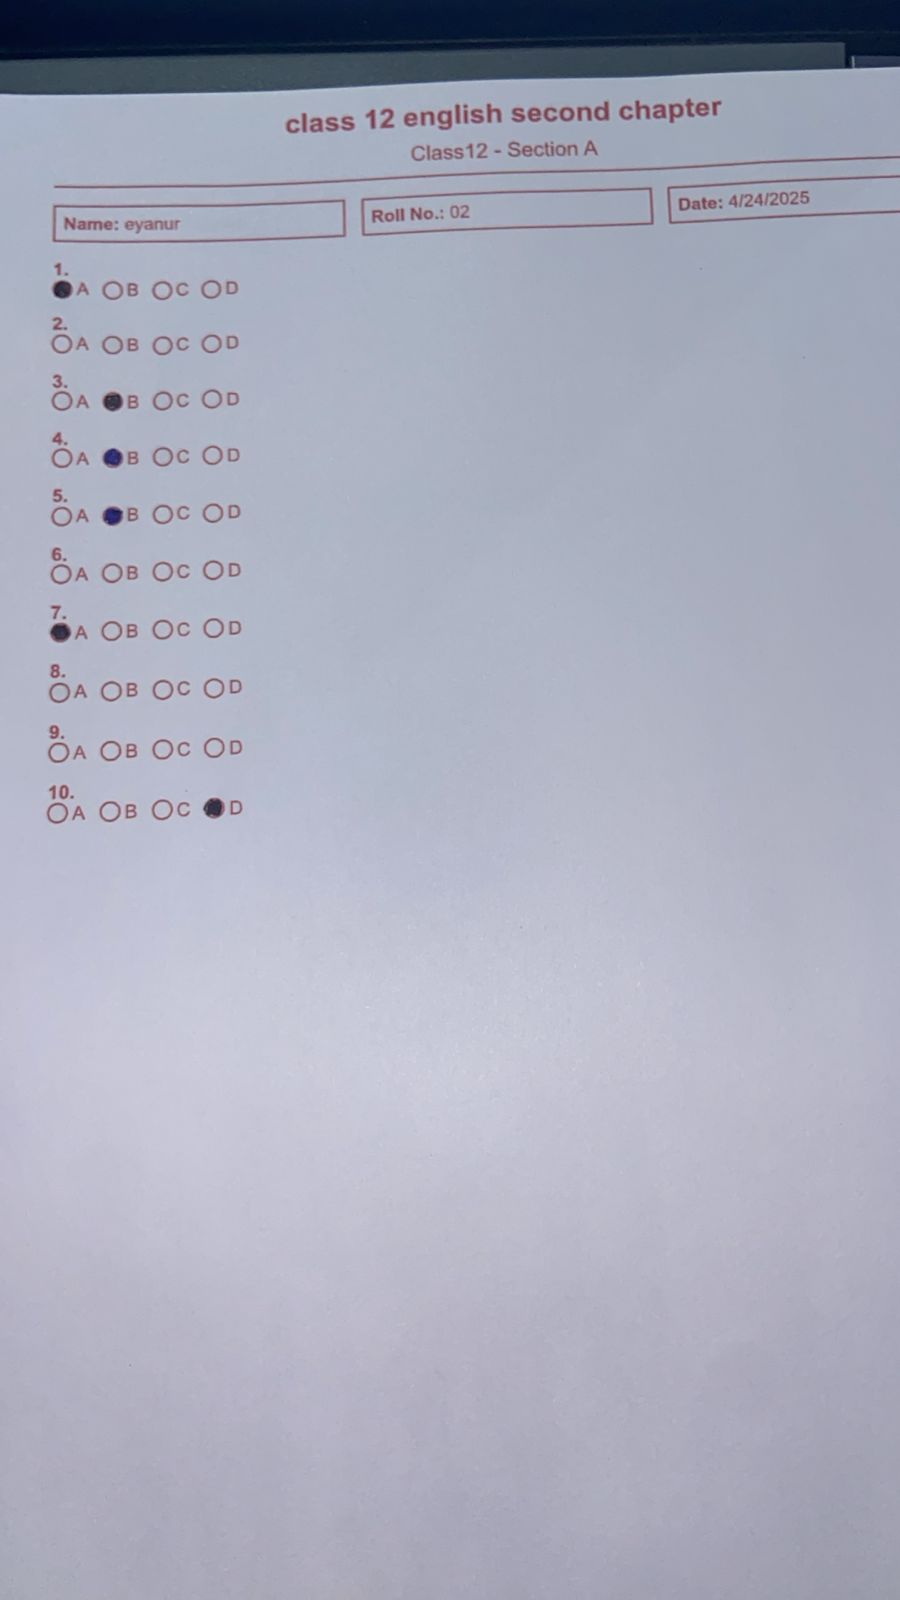 class 12 english second chapter
Class12 - Section A
Name: eyanur Roll No.: 02 Date: 4/24/2025
1.
A B C D
2.
A B C D
3.
A B C D
4.
A B C D
5.
A B C D
6.
A B C D
7.
A B C D
8.
A B C D
9.
A B C D
10.
A B C D